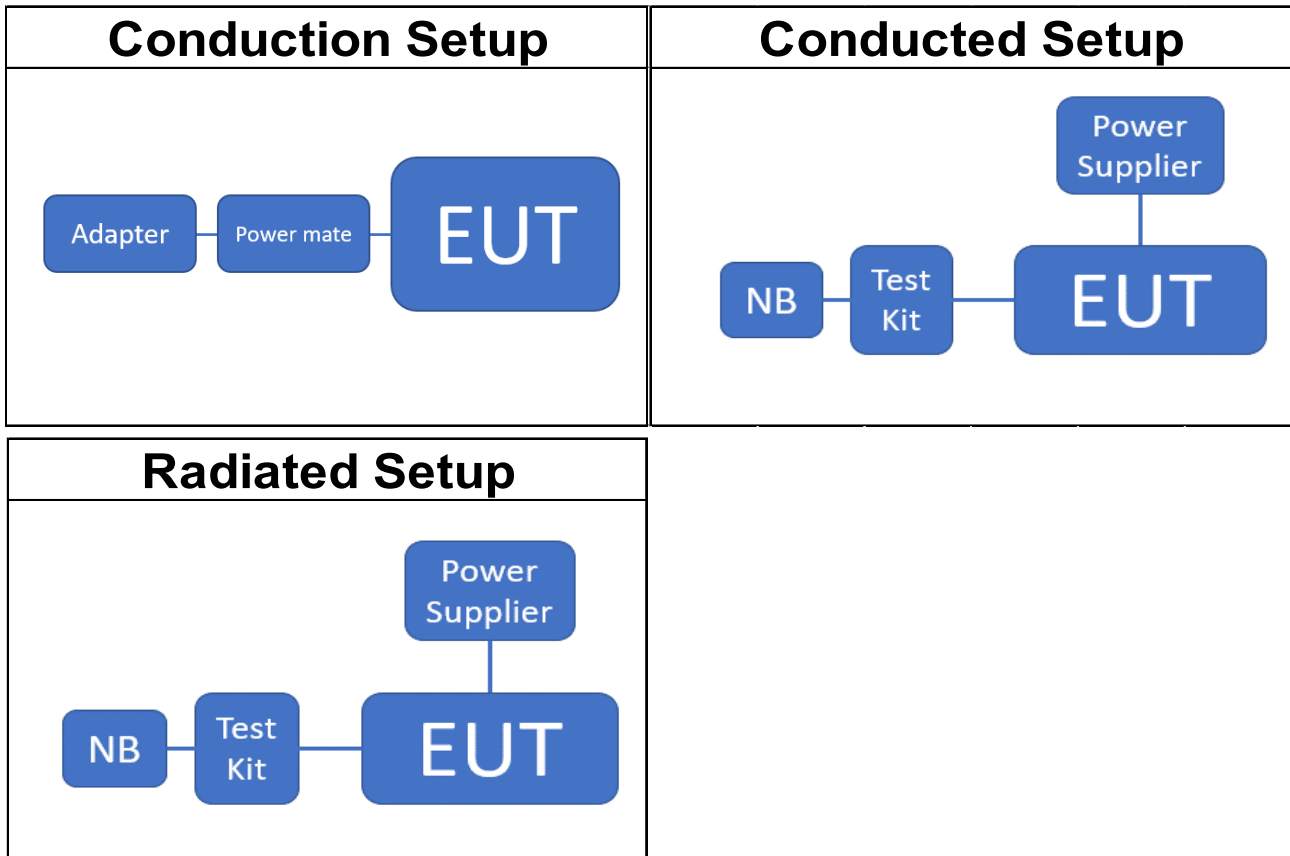 Conduction Setup
Adapter
Power mate
EUT
Conducted Setup
Power
Supplier
NB
Test
Kit
EUT
Radiated Setup
Power
Supplier
NB
Test
Kit
EUT